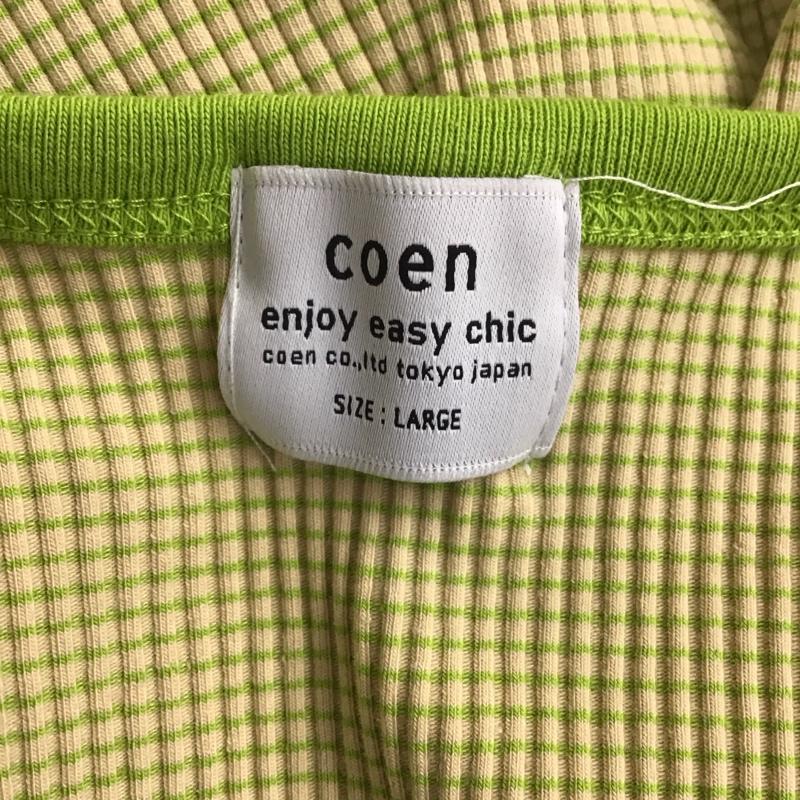 coen
enjoy easy chic
coen co.,ltd tokyo japan
SIZE : LARGE